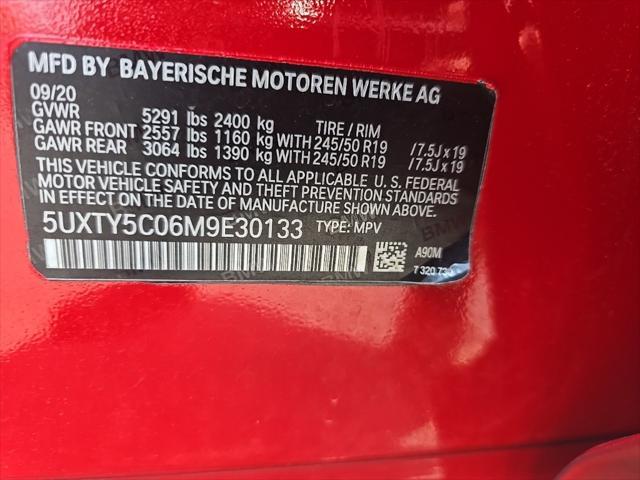 MFD BY BAYERISCHE MOTOREN WERKE AG
09/20
GVWR 5291 lbs 2400 kg TIRE / RIM
GAWR FRONT 2557 lbs 1160 kg WITH 245/50 R19 / 7.5J x 19
GAWR REAR 3064 lbs 1390 kg WITH 245/50 R19 / 7.5J x 19
THIS VEHICLE CONFORMS TO ALL APPLICABLE U.S. FEDERAL
MOTOR VEHICLE SAFETY AND THEFT PREVENTION STANDARDS
IN EFFECT ON THE DATE OF MANUFACTURE SHOWN ABOVE.
5UXTY5C06M9E30133 TYPE: MPV
A90M